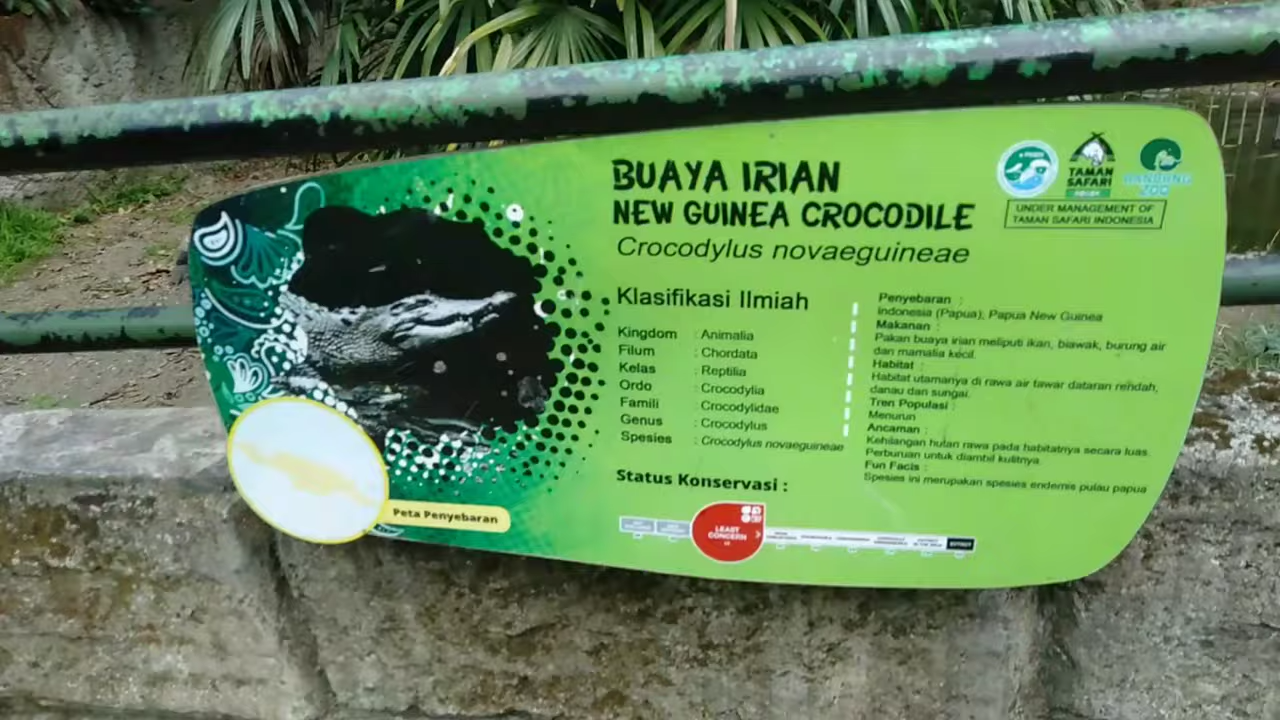 BUAYA IRIAN
NEW GUINEA CROCODILE
Crocodylus novaeguineae
TAMAN
SAFARI
BANDUNG
ZOO
UNDER MANAGEMENT OF
TAMAN SAFARI INDONESIA
Klasifikasi Ilmiah
Kingdom : Animalia
Filum : Chordata
Kelas : Reptilia
Ordo : Crocodylia
Famili : Crocodylidae
Genus : Crocodylus
Spesies : Crocodylus novaeguineae
Penyebaran :
Indonesia (Papua), Papua New Guinea
Makanan :
Pakan buaya irian meliputi ikan, biawak, burung air
dan mamalia kecil.
Habitat :
Habitat utamanya di rawa air tawar dataran rendah,
danau dan sungai.
Tren Populasi :
Menurun
Ancaman :
Kehilangan hutan rawa pada habitatnya secara luas.
Perburuan untuk diambil kulitnya.
Fun Facts :
Spesies ini merupakan spesies endemis pulau papua
Status Konservasi :
LEAST
CONCERN
Peta Penyebaran